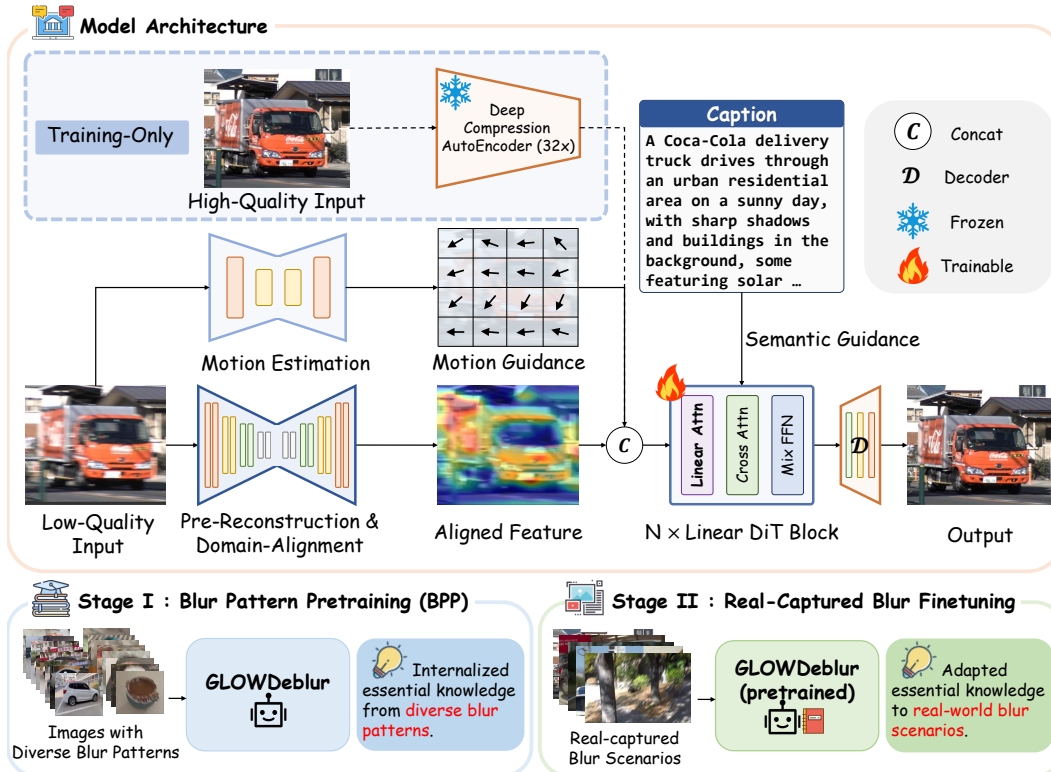 Model Architecture
Training-Only
High-Quality Input
Deep
Compression
AutoEncoder (32x)
Caption
A Coca-Cola delivery
truck drives through
an urban residential
area on a sunny day,
with sharp shadows
and buildings in the
background, some
featuring solar …
C
Concat
D
Decoder
Frozen
Trainable
Motion Estimation
Motion Guidance
Semantic Guidance
Low-Quality
Input
Pre-Reconstruction &
Domain-Alignment
Aligned Feature
C
Linear Attn
Cross Attn
Mix FFN
N × Linear DiT Block
D
Output
Stage I : Blur Pattern Pretraining (BPP)
Images with
Diverse Blur Patterns
GLOWDeblur
Internalized
essential knowledge
from diverse blur
patterns.
Stage II : Real-Captured Blur Finetuning
Real-captured
Blur Scenarios
GLOWDeblur
(pretrained)
Adapted
essential knowledge
to real-world blur
scenarios.